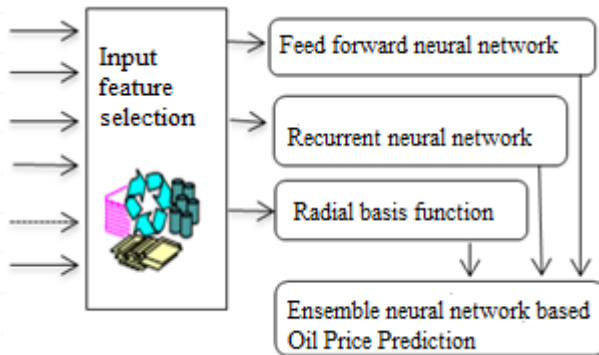 Input
feature
selection
Feed forward neural network
Recurrent neural network
Radial basis function
Ensemble neural network based
Oil Price Prediction